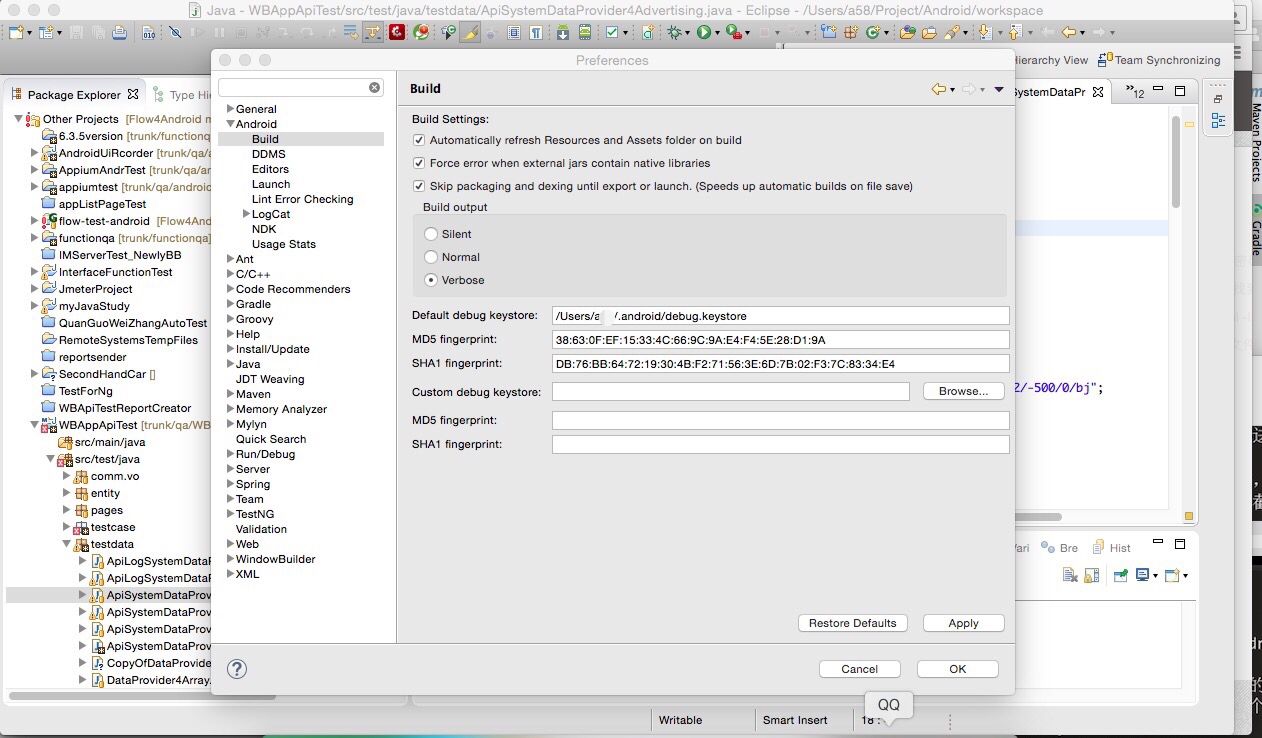 Java - WBAppApiTest/src/test/java/testdata/ApiSystemDataProvider4Advertising.java - Eclipse - /Users/a58/Project/Android/workspace
Hierarchy View
Team Synchronizing
Package Explorer
Type Hi
Other Projects [Flow4Android m
6.3.5version [trunk/functionq
AndroidUiRcorder [trunk/qa/a
AppiumAndrTest [trunk/qa/an
appiumtest [trunk/qa/android
appListPageTest
flow-test-android [Flow4And
functionqa [trunk/functionqa]
IMServerTest_NewlyBB
InterfaceFunctionTest
JmeterProject
myJavaStudy
QuanGuoWeiZhangAutoTest
RemoteSystemsTempFiles
reportsender
SecondHandCar []
TestForNg
WBApiTestReportCreator
WBAppApiTest [trunk/qa/WB
src/main/java
src/test/java
comm.vo
entity
pages
testcase
testdata
ApiLogSystemDataP
ApiLogSystemDataP
ApiSystemDataProv
ApiSystemDataProv
ApiSystemDataProv
ApiSystemDataProv
CopyOfDataProvide
DataProvider4Array.
Preferences
General
Android
Build
DDMS
Editors
Launch
Lint Error Checking
LogCat
NDK
Usage Stats
Ant
C/C++
Code Recommenders
Gradle
Groovy
Help
Install/Update
Java
JDT Weaving
Maven
Memory Analyzer
Mylyn
Quick Search
Run/Debug
Server
Spring
Team
TestNG
Validation
Web
WindowBuilder
XML
Build
Build Settings:
Automatically refresh Resources and Assets folder on build
Force error when external jars contain native libraries
Skip packaging and dexing until export or launch. (Speeds up automatic builds on file save)
Build output
Silent
Normal
Verbose
Default debug keystore: /Users/a /.android/debug.keystore
MD5 fingerprint: 38:63:0F:EF:15:33:4C:66:9C:9A:E4:F4:5E:28:D1:9A
SHA1 fingerprint: DB:76:BB:64:72:19:30:4B:F2:71:56:3E:6D:7B:02:F3:7C:83:34:E4
Custom debug keystore: Browse...
MD5 fingerprint:
SHA1 fingerprint:
Restore Defaults Apply
Cancel OK
SystemDataPr
12
2/-500/0/bj";
Maven Projects
Gradle
Bre
Hist
Writable
Smart Insert
18 :
QQ